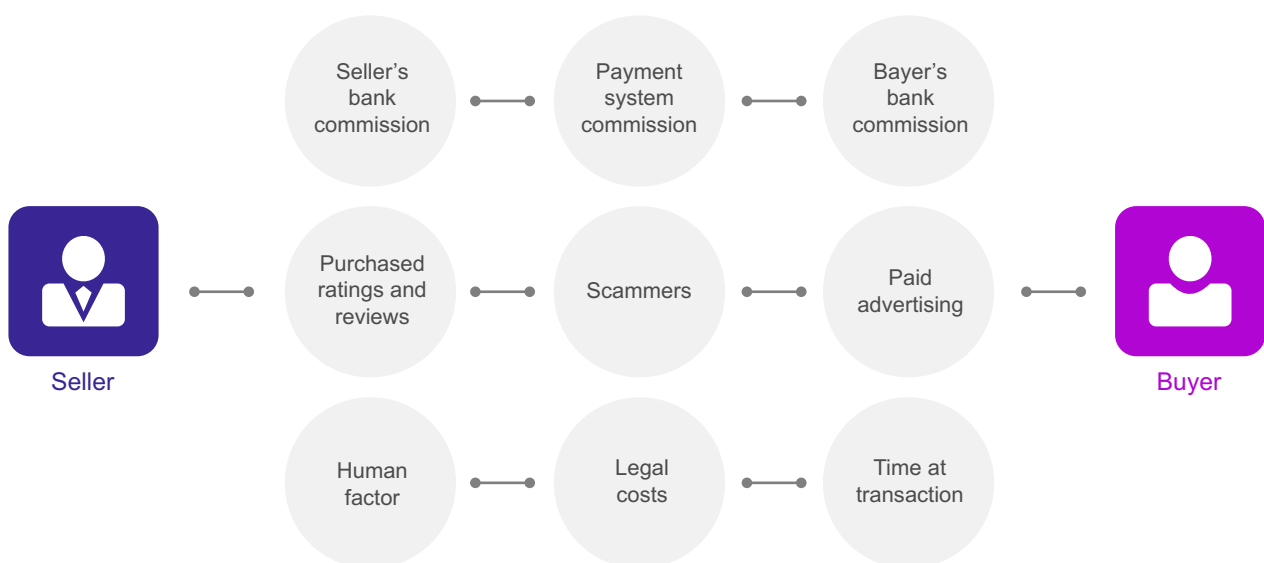 Seller's
bank
commission
Payment
system
commission
Bayer's
bank
commission
Purchased
ratings and
reviews
Scammers
Paid
advertising
Seller
Buyer
Human
factor
Legal
costs
Time at
transaction